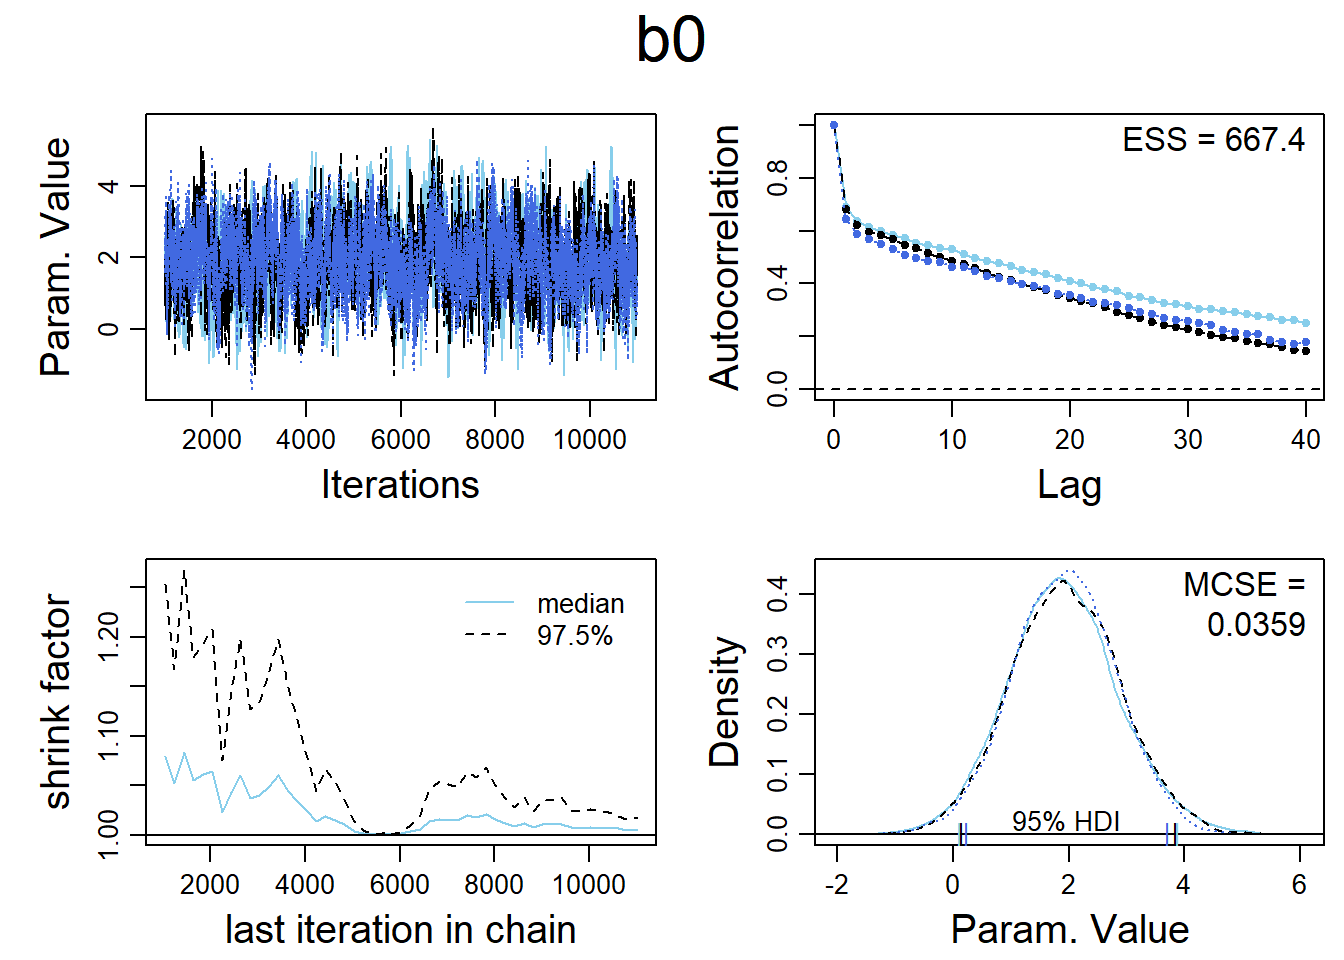 b0
Param. Value
4
2
0
2000 4000 6000 8000 10000
Iterations
ESS = 667.4
Autocorrelation
0.8
0.4
0.0
0 10 20 30 40
Lag
shrink factor
1.20
1.10
1.00
median
97.5%
2000 4000 6000 8000 10000
last iteration in chain
MCSE =
0.0359
Density
0.4
0.3
0.2
0.1
0.0
95% HDI
-2 0 2 4 6
Param. Value